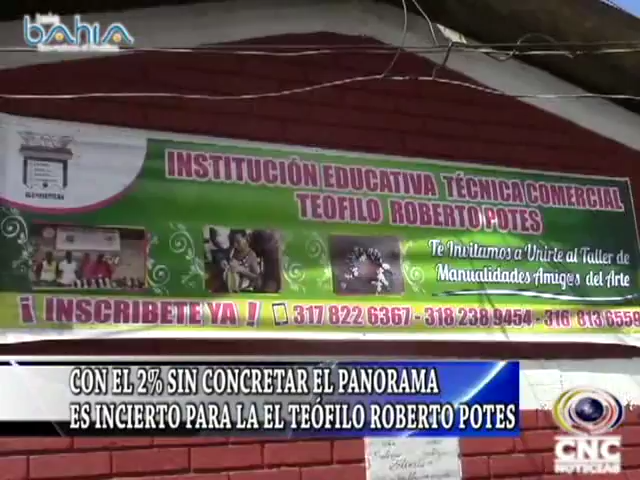 bahía
INSTITUCIÓN EDUCATIVA TÉCNICA COMERCIAL
TEOFILO ROBERTO POTES
Te Invitamos a Unirte al Taller de
Manualidades Amig@s del Arte
¡ INSCRIBETE YA ! 317 822 6367 - 318 238 9454 - 316 813 6559
CON EL 2% SIN CONCRETAR EL PANORAMA
ES INCIERTO PARA LA EL TEÓFILO ROBERTO POTES
CNC
NOTICIAS